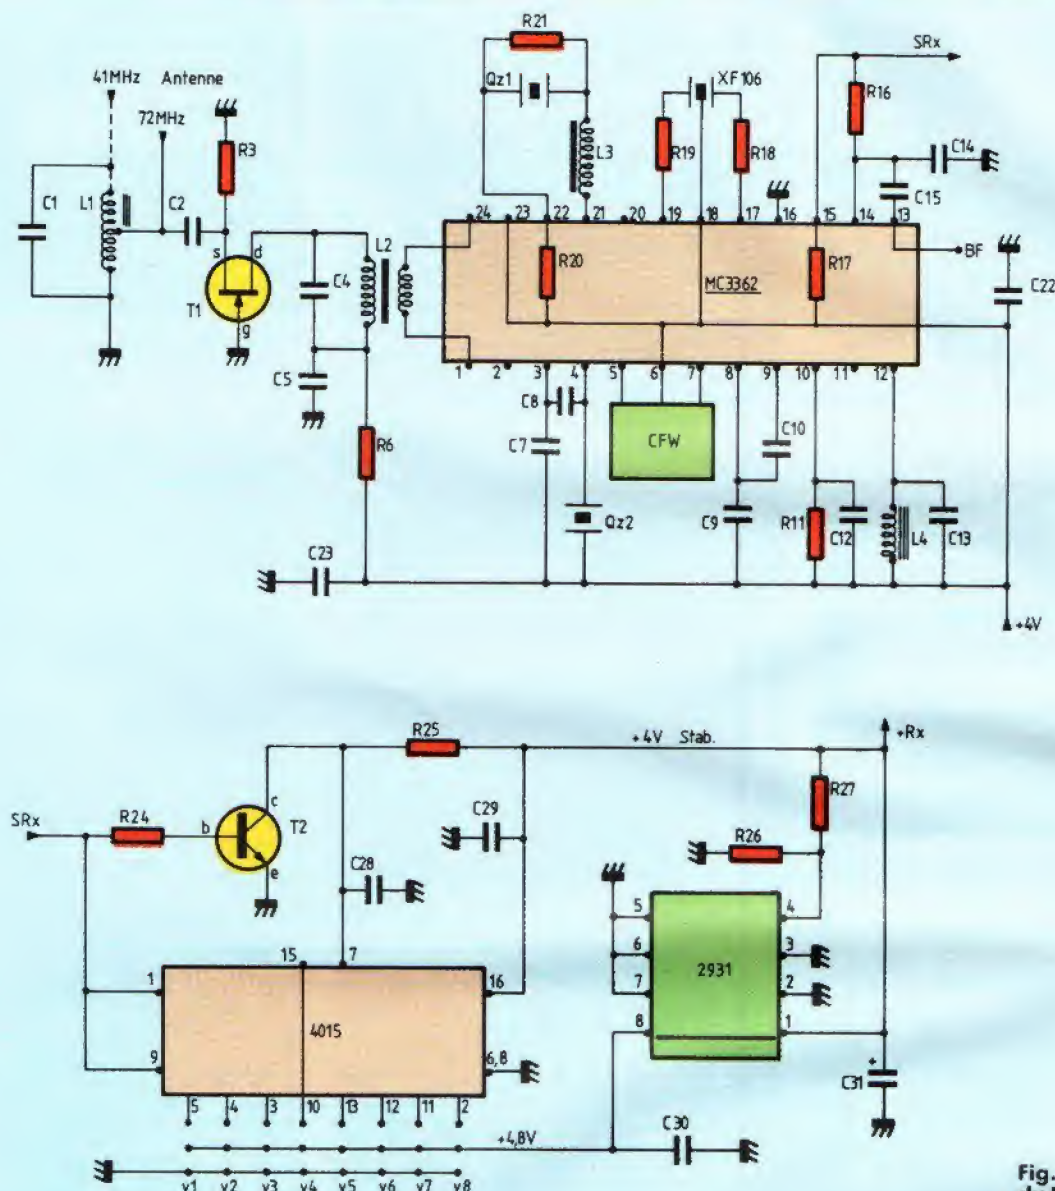 R21
SRx
41MHz Antenne
Qz1
XF106
R16
72MHz
R3
L3
R19
R18
C14
C1
L1
C2
C15
24 23 22 21 20 19 18 17 16 15 14 13
s d
L2
BF
R20
MC3362
R17
T1
C4
C22
g
1 2 3 4 5 6 7 8 9 10 11 12
C5
C8
R6
C7
CFW
C10
Qz2
C9
R11
C12
L4
C13
C23
+4V
R25
+4V Stab.
+Rx
c
R27
SRx
R24
b
T2
C29
R26
e
C28
5
4
15
7
6
3
1
16
7
2931
2
4015
8
1
9
6,8
C31
+
5 4 3 10 13 12 11 2
C30
+4,8V
v1 v2 v3 v4 v5 v6 v7 v8
Fig.